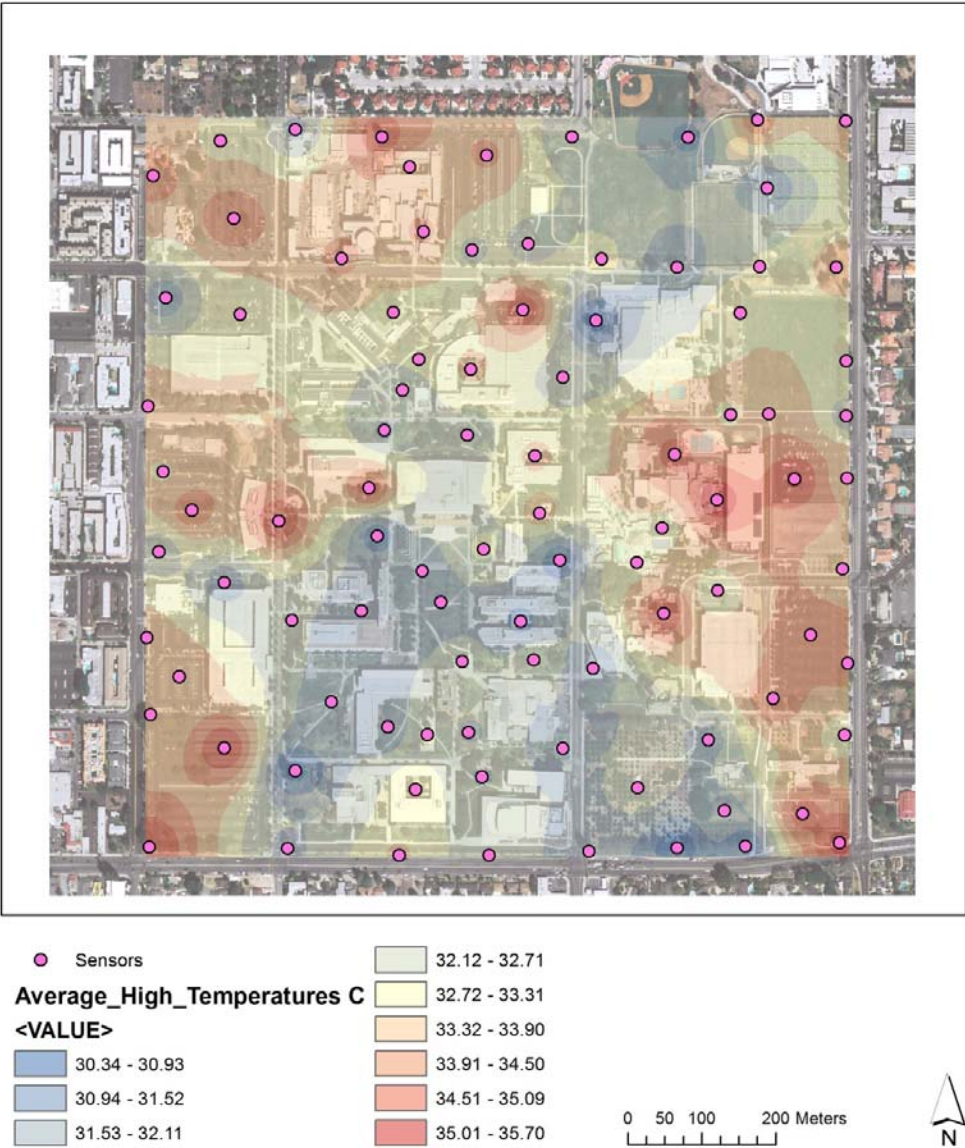 Sensors
Average_High_Temperatures C
<VALUE>
30.34 - 30.93
30.94 - 31.52
31.53 - 32.11
32.12 - 32.71
32.72 - 33.31
33.32 - 33.90
33.91 - 34.50
34.51 - 35.09
35.01 - 35.70
0 50 100 200 Meters
N